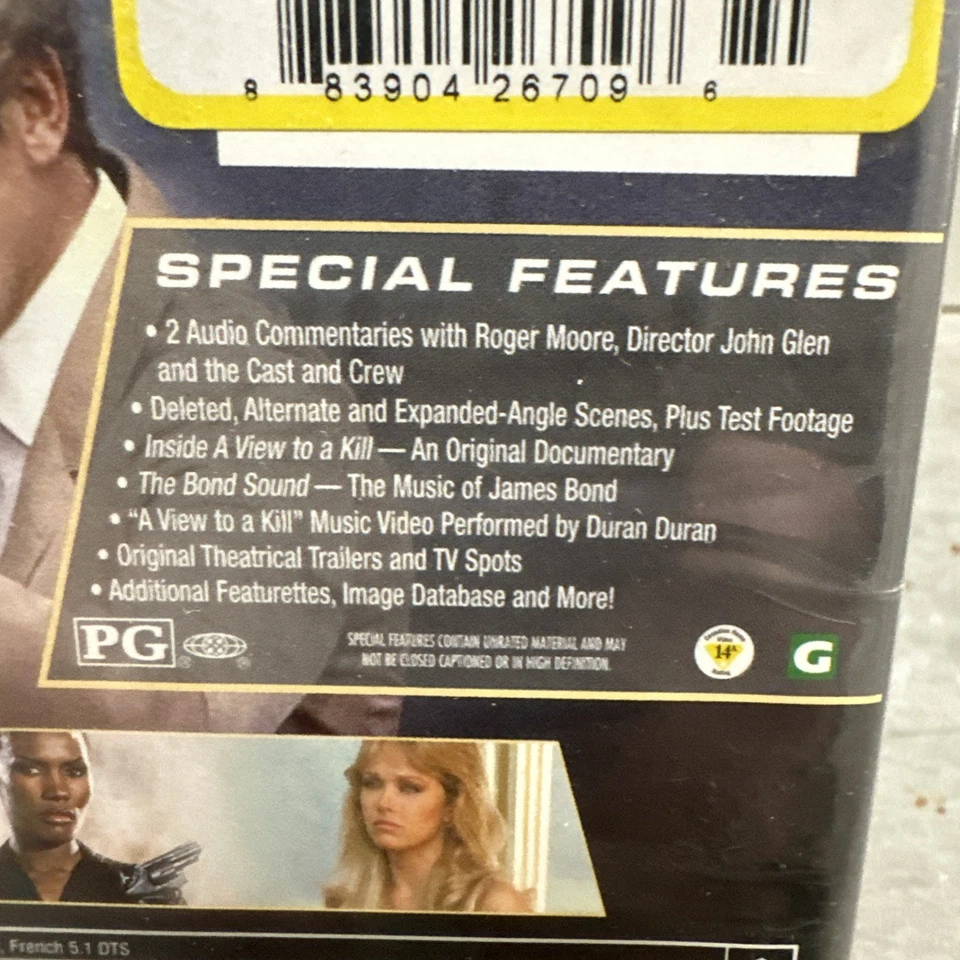 8 83904 26709 6
SPECIAL FEATURES
• 2 Audio Commentaries with Roger Moore, Director John Glen
and the Cast and Crew
• Deleted, Alternate and Expanded-Angle Scenes, Plus Test Footage
• Inside A View to a Kill — An Original Documentary
• The Bond Sound — The Music of James Bond
• "A View to a Kill" Music Video Performed by Duran Duran
• Original Theatrical Trailers and TV Spots
• Additional Featurettes, Image Database and More!
PG ® ®
SPECIAL FEATURES CONTAIN UNRATED MATERIAL AND MAY
NOT BE CLOSED CAPTIONED OR IN HIGH DEFINITION.
14A
G
, French 5.1 DTS